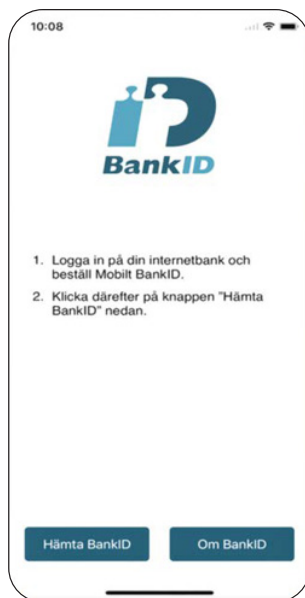 10:08
BankID
1. Logga in på din internetbank och
beställ Mobilt BankID.
2. Klicka därefter på knappen "Hämta
BankID" nedan.
Hämta BankID
Om BankID